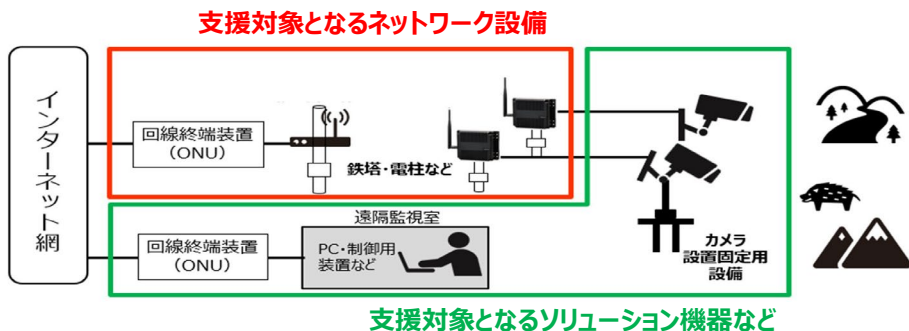 支援対象となるネットワーク設備
インターネット網
回線終端装置
(ONU)
鉄塔・電柱など
遠隔監視室
回線終端装置
(ONU)
PC・制御用
装置など
カメラ
設置固定用
設備
支援対象となるソリューション機器など